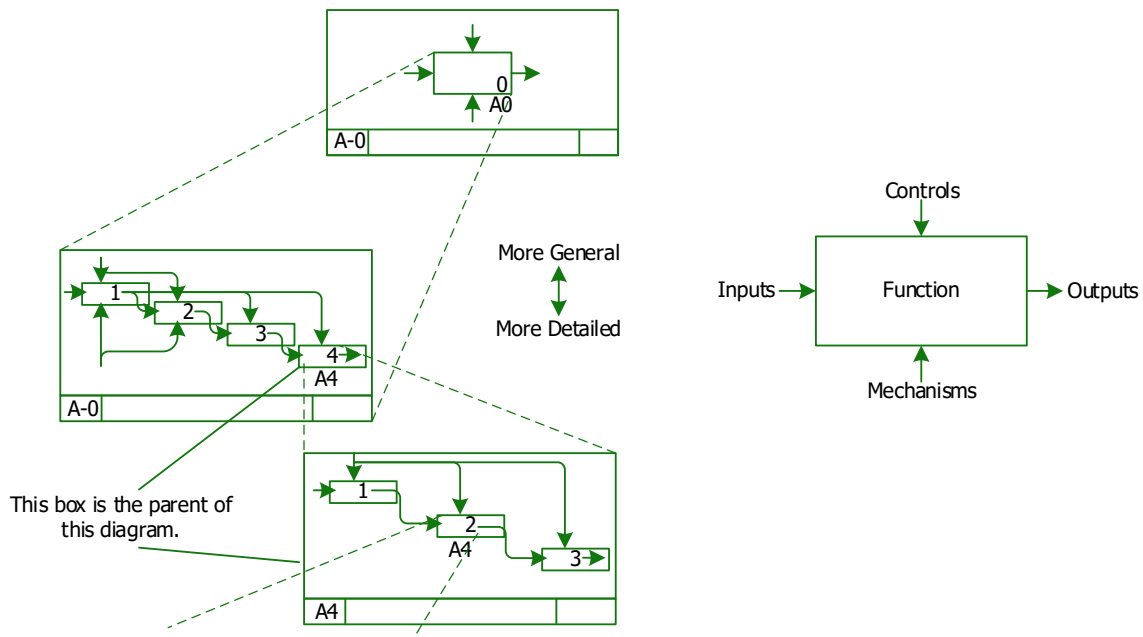 0
A0
A-0
Controls
More General
More Detailed
Inputs
Function
Outputs
Mechanisms
1
2
3
4
A4
A-0
This box is the parent of
this diagram.
1
2
A4
3
A4